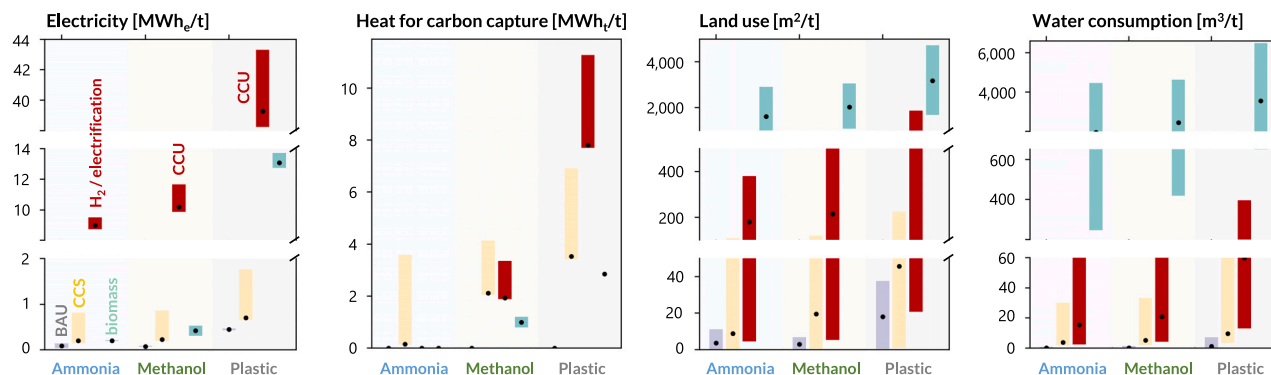 Electricity [MWhe/t]
44
42
40
14
12
10
2
1
0
H2 / electrification
CCU
CCU
BAU
CCS
biomass
Ammonia
Methanol
Plastic
Heat for carbon capture [MWht/t]
10
8
6
4
2
0
Ammonia
Methanol
Plastic
Land use [m²/t]
4,000
2,000
400
200
40
20
0
Ammonia
Methanol
Plastic
Water consumption [m³/t]
6,000
4,000
600
400
60
40
20
0
Ammonia
Methanol
Plastic